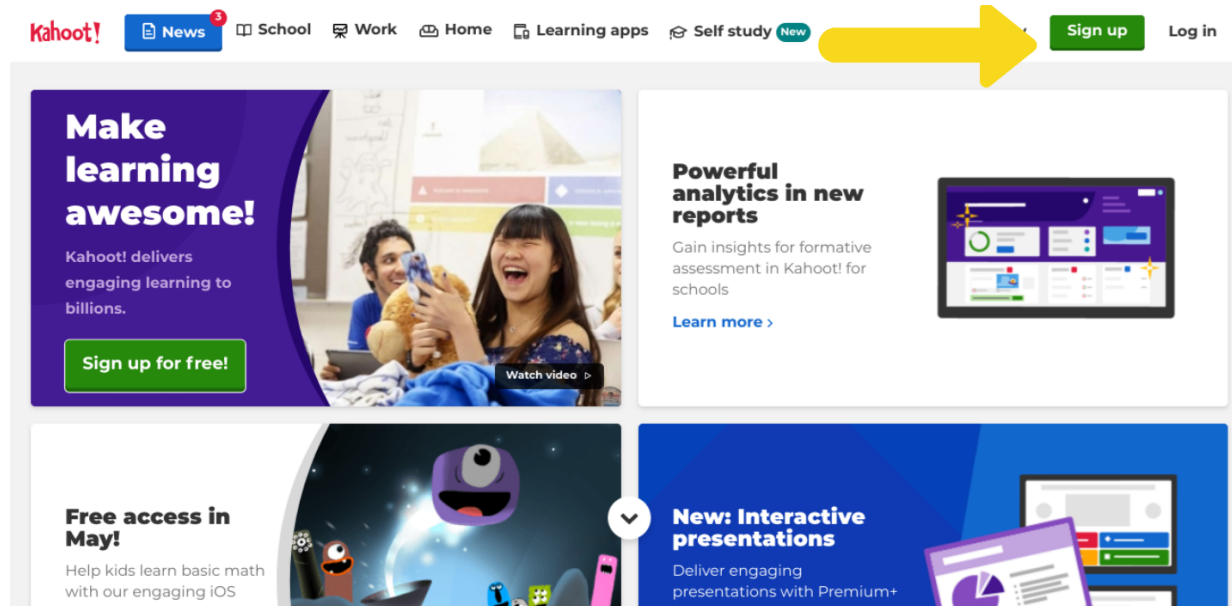 Kahoot!
News
3
School
Work
Home
Learning apps
Self study
New
Sign up
Log in
Make
learning
awesome!
Kahoot! delivers
engaging learning to
billions.
Sign up for free!
Watch video
Powerful
analytics in new
reports
Gain insights for formative
assessment in Kahoot! for
schools
Learn more ›
Free access in
May!
Help kids learn basic math
with our engaging iOS
New: Interactive
presentations
Deliver engaging
presentations with Premium+